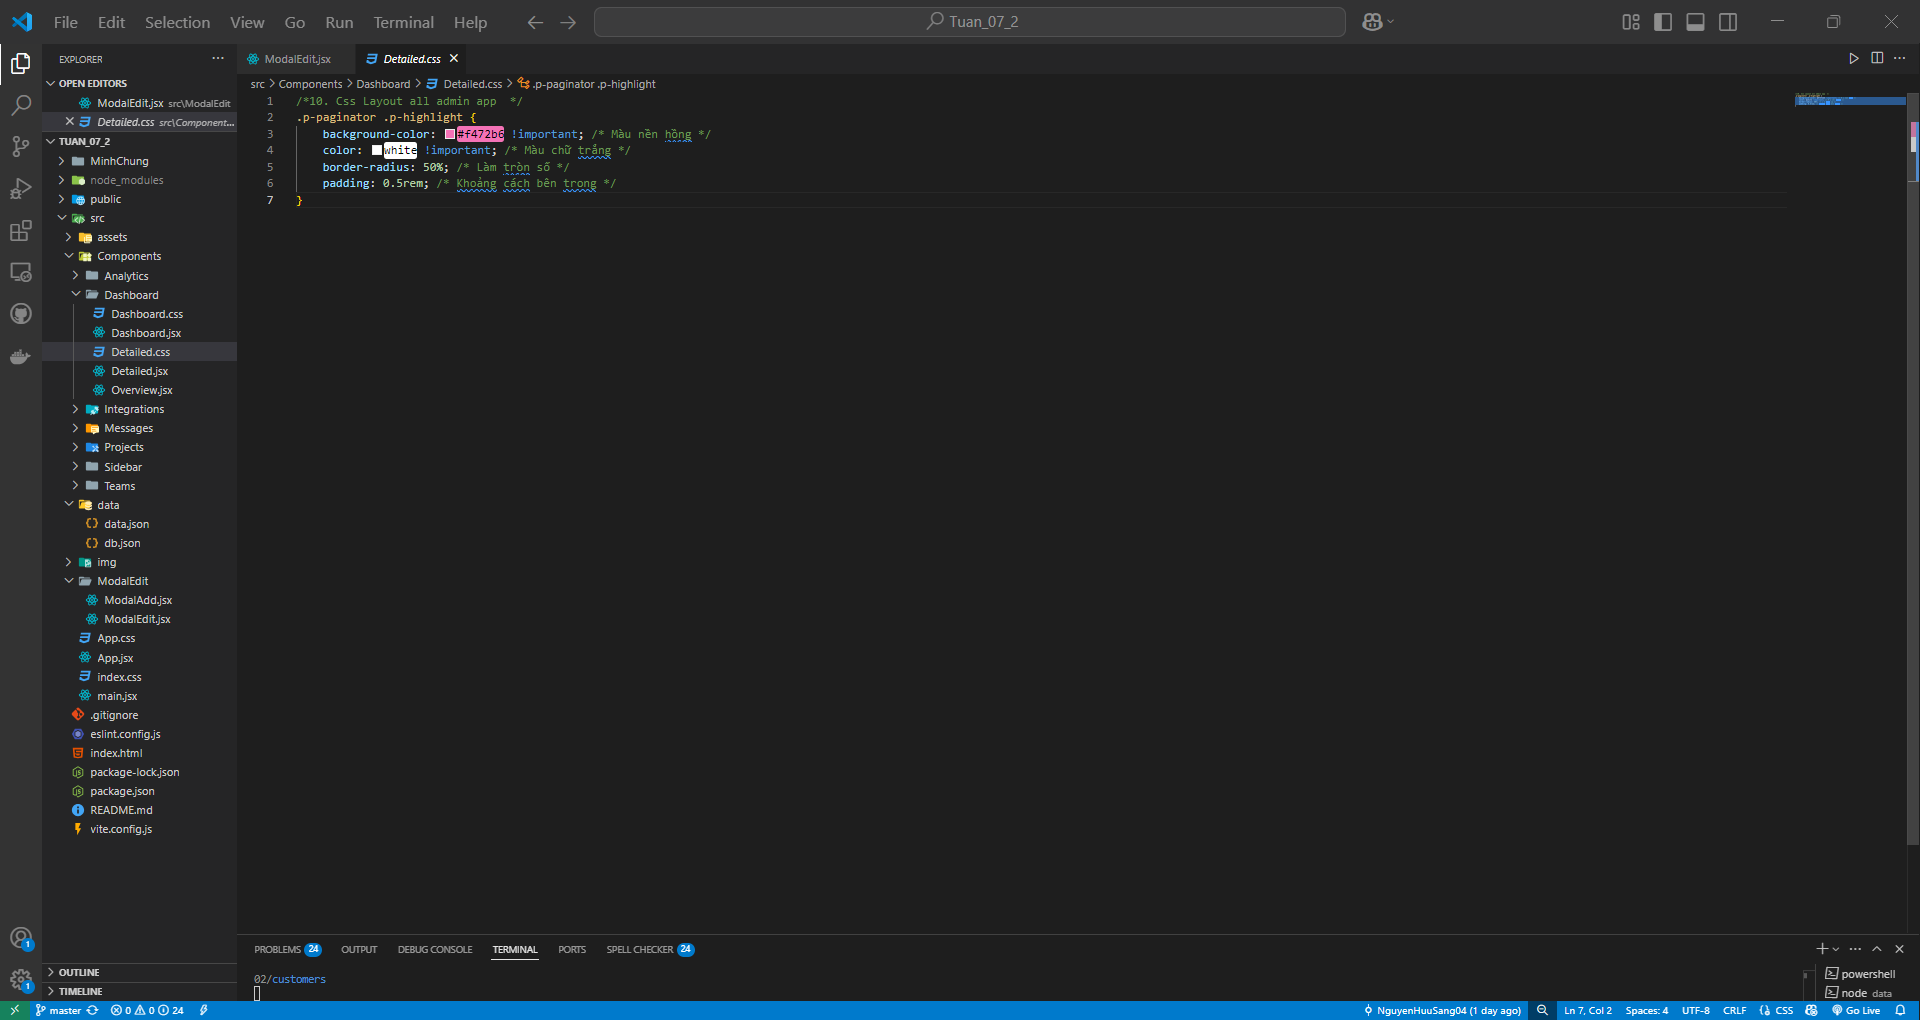 File Edit Selection View Go Run Terminal Help
Tuan_07_2
EXPLORER
OPEN EDITORS
ModalEdit.jsx src\ModalEdit
Detailed.css src\Component...
TUAN_07_2
MinhChung
node_modules
public
src
assets
Components
Analytics
Dashboard
Dashboard.css
Dashboard.jsx
Detailed.css
Detailed.jsx
Overview.jsx
Integrations
Messages
Projects
Sidebar
Teams
data
data.json
db.json
img
ModalEdit
ModalAdd.jsx
ModalEdit.jsx
App.css
App.jsx
index.css
main.jsx
.gitignore
eslint.config.js
index.html
package-lock.json
package.json
README.md
vite.config.js
OUTLINE
TIMELINE
ModalEdit.jsx Detailed.css
src > Components > Dashboard > Detailed.css > .p-paginator .p-highlight
1 /*10. Css Layout all admin app */
2 .p-paginator .p-highlight {
3 background-color: #f472b6 !important; /* Màu nền hồng */
4 color: white !important; /* Màu chữ trắng */
5 border-radius: 50%; /* Làm tròn số */
6 padding: 0.5rem; /* Khoảng cách bên trong */
7 }
PROBLEMS 24 OUTPUT DEBUG CONSOLE TERMINAL PORTS SPELL CHECKER 24
02/customers
powershell
node data
1
1
master 0 0 24
NguyenHuuSang04 (1 day ago) Ln 7, Col 2 Spaces: 4 UTF-8 CRLF CSS Go Live